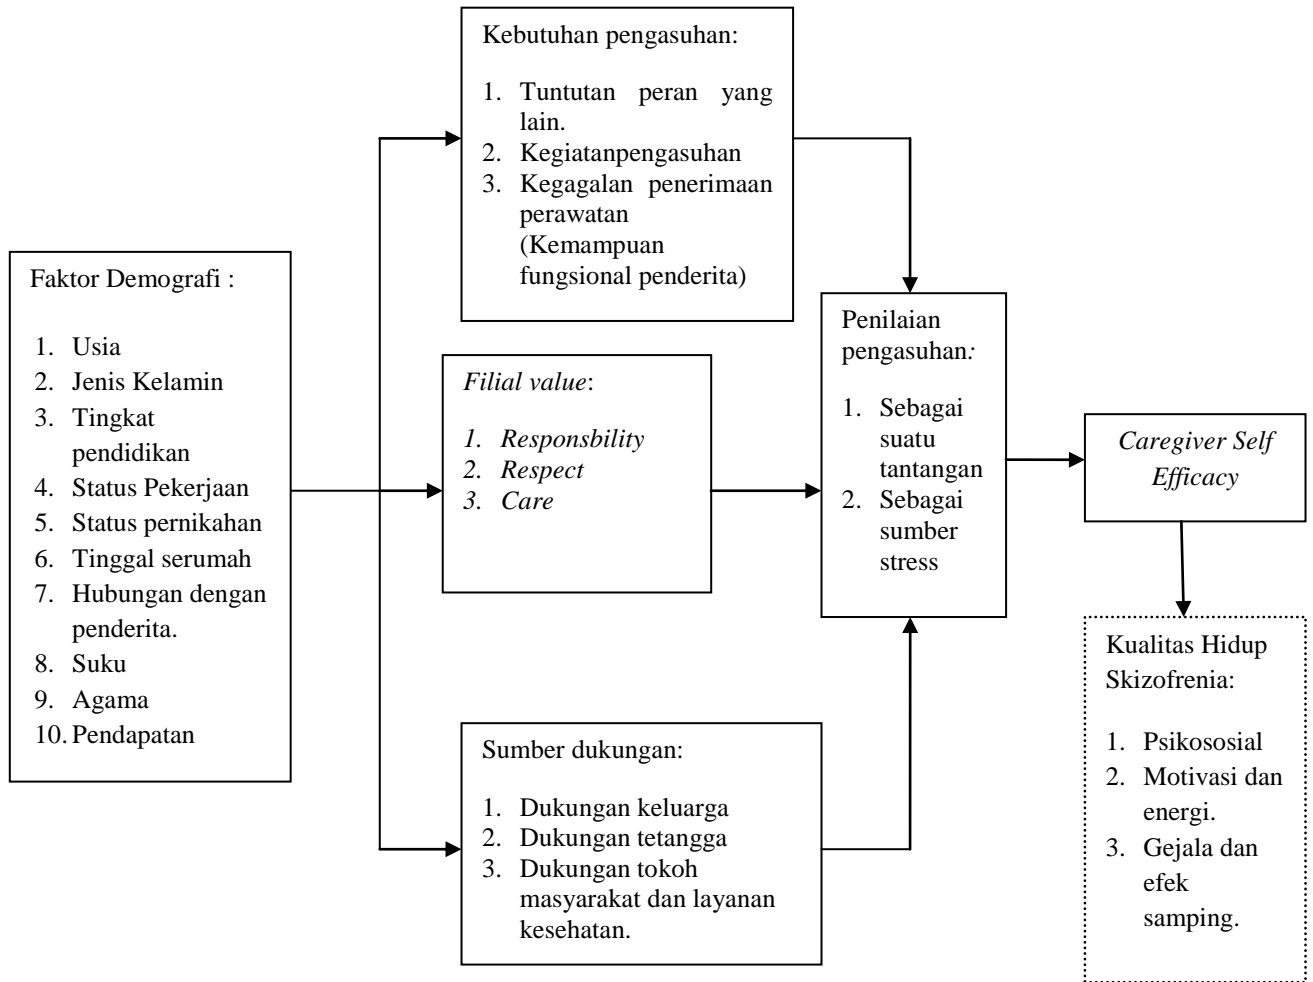 Kebutuhan pengasuhan:
1. Tuntutan peran yang
lain.
2. Kegiatanpengasuhan
3. Kegagalan penerimaan
perawatan
(Kemampuan
fungsional penderita)
Faktor Demografi :
1. Usia
2. Jenis Kelamin
3. Tingkat
pendidikan
4. Status Pekerjaan
5. Status pernikahan
6. Tinggal serumah
7. Hubungan dengan
penderita.
8. Suku
9. Agama
10. Pendapatan
Filial value:
1. Responsbility
2. Respect
3. Care
Sumber dukungan:
1. Dukungan keluarga
2. Dukungan tetangga
3. Dukungan tokoh
masyarakat dan layanan
kesehatan.
Penilaian
pengasuhan:
1. Sebagai
suatu
tantangan
2. Sebagai
sumber
stress
Caregiver Self
Efficacy
Kualitas Hidup
Skizofrenia:
1. Psikososial
2. Motivasi dan
energi.
3. Gejala dan
efek
samping.